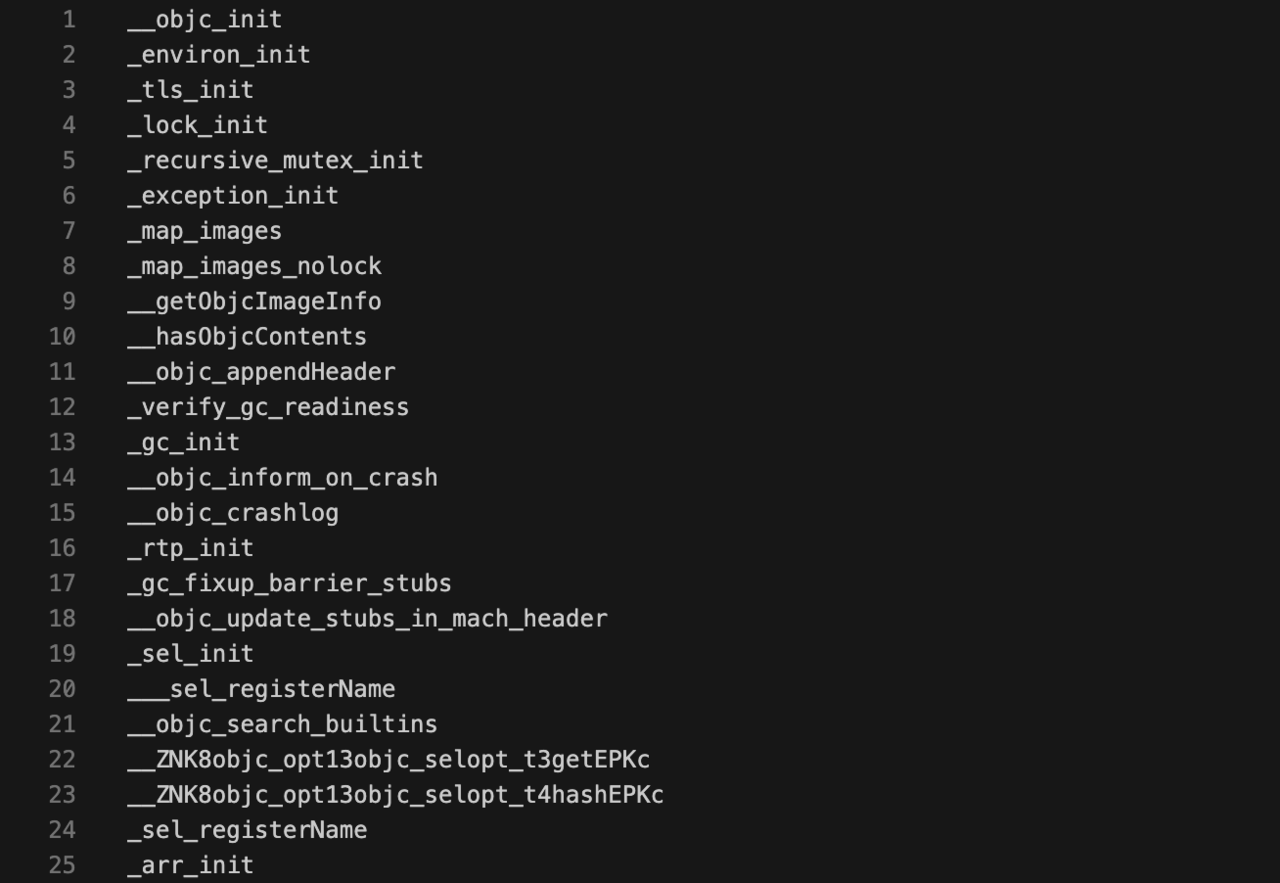 1 __objc_init
2 _environ_init
3 _tls_init
4 _lock_init
5 _recursive_mutex_init
6 _exception_init
7 _map_images
8 _map_images_nolock
9 __getObjcImageInfo
10 __hasObjcContents
11 __objc_appendHeader
12 _verify_gc_readiness
13 _gc_init
14 __objc_inform_on_crash
15 __objc_crashlog
16 _rtp_init
17 _gc_fixup_barrier_stubs
18 __objc_update_stubs_in_mach_header
19 _sel_init
20 ___sel_registerName
21 __objc_search_builtins
22 __ZNK8objc_opt13objc_selopt_t3getEPKc
23 __ZNK8objc_opt13objc_selopt_t4hashEPKc
24 _sel_registerName
25 _arr_init